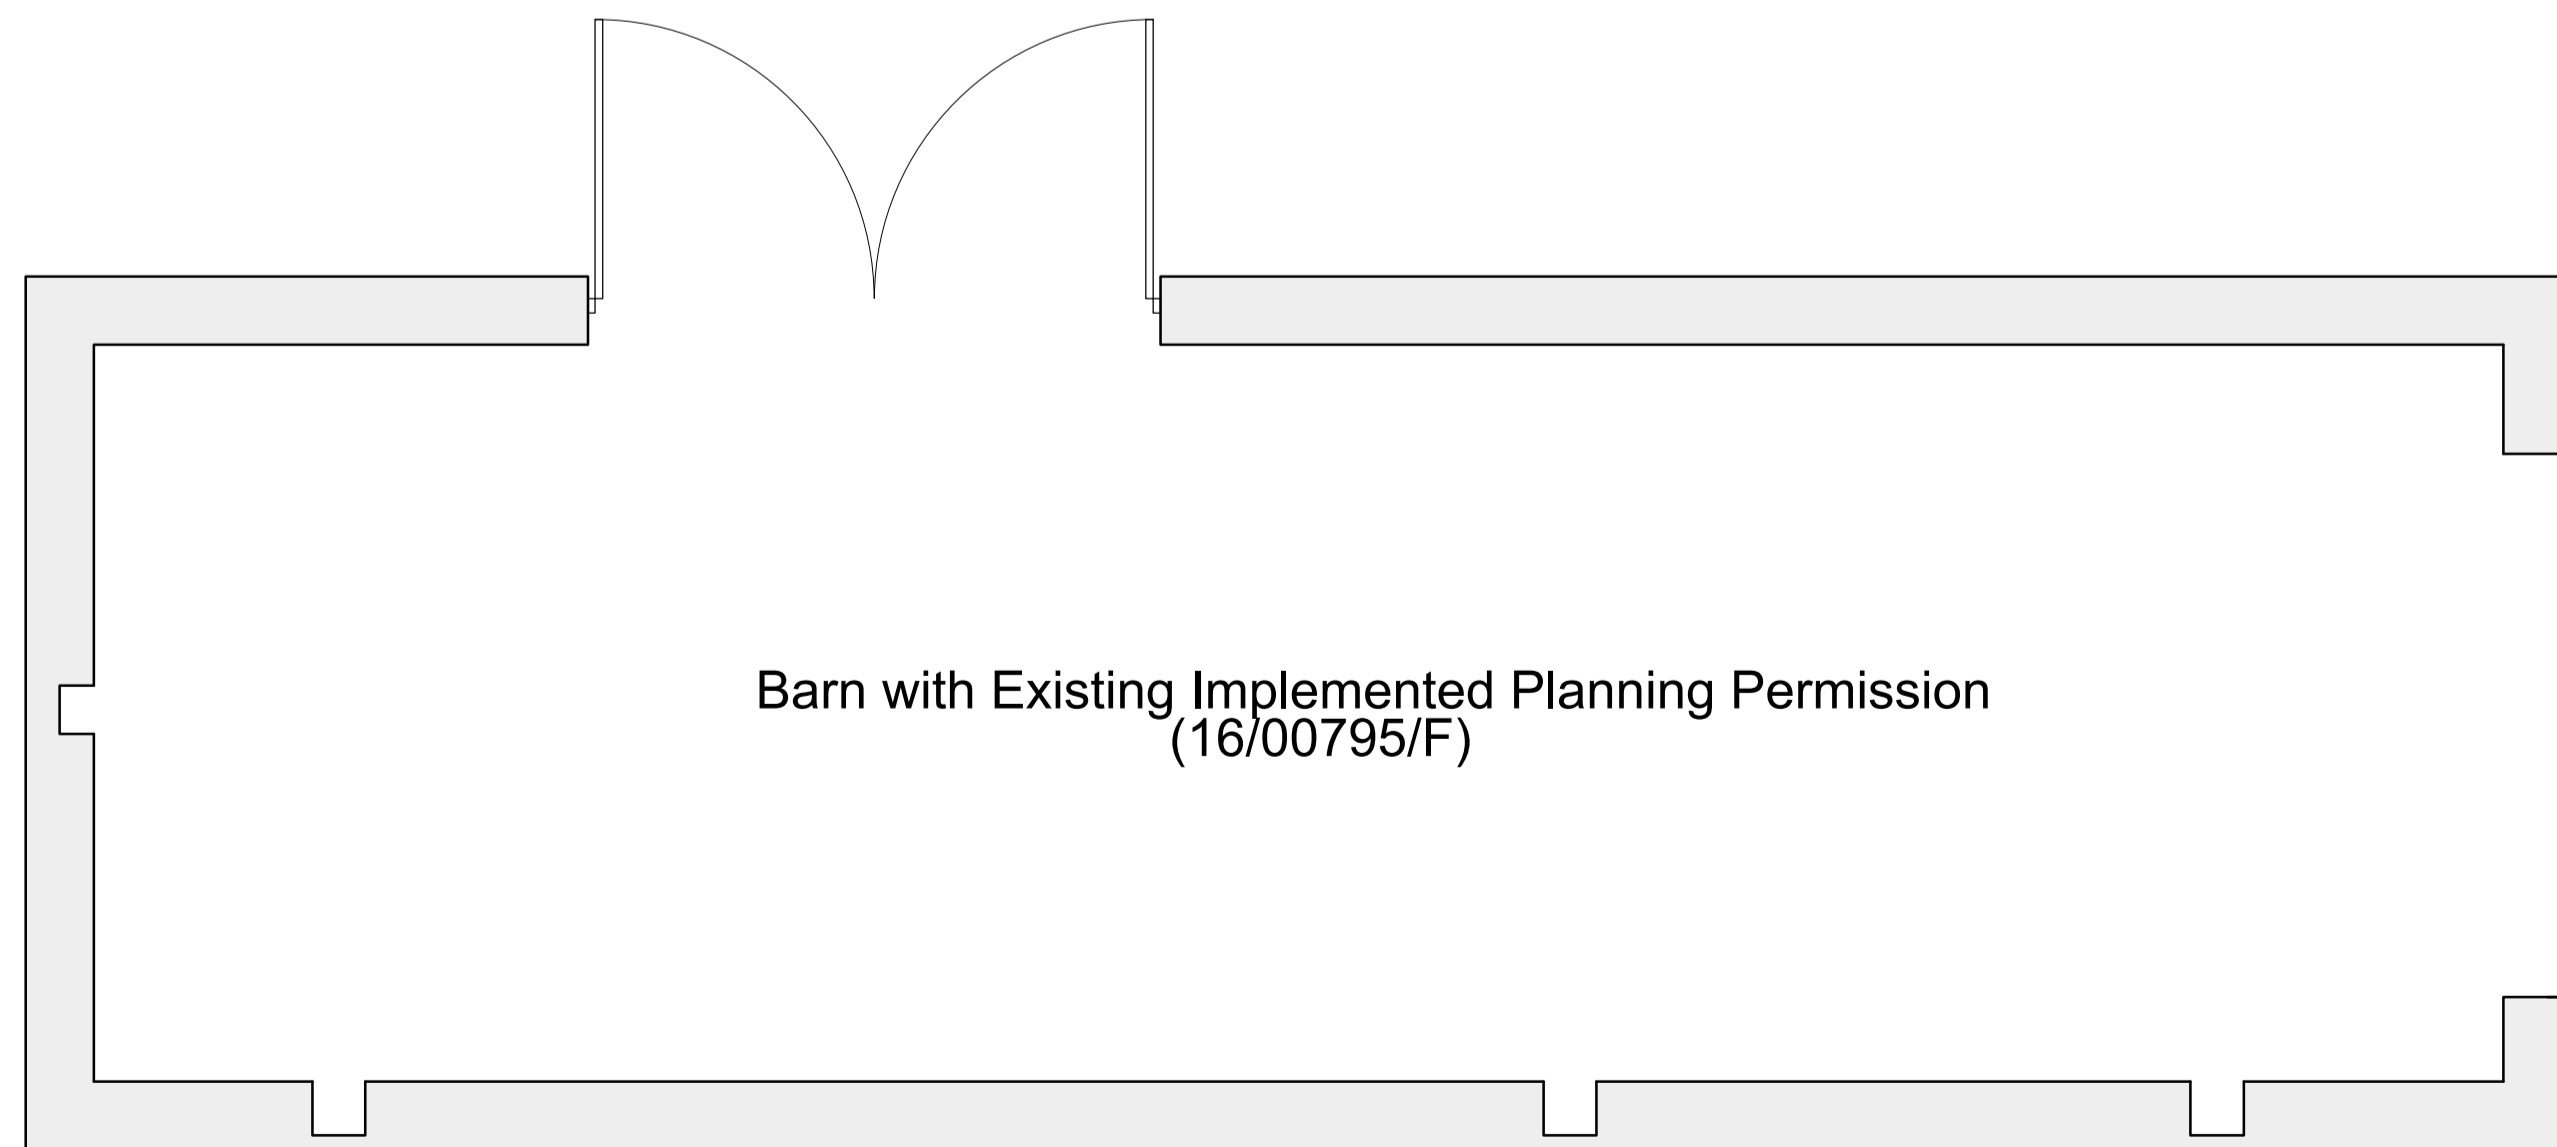 Barn with Existing Implemented Planning Permission
(16/00795/F)